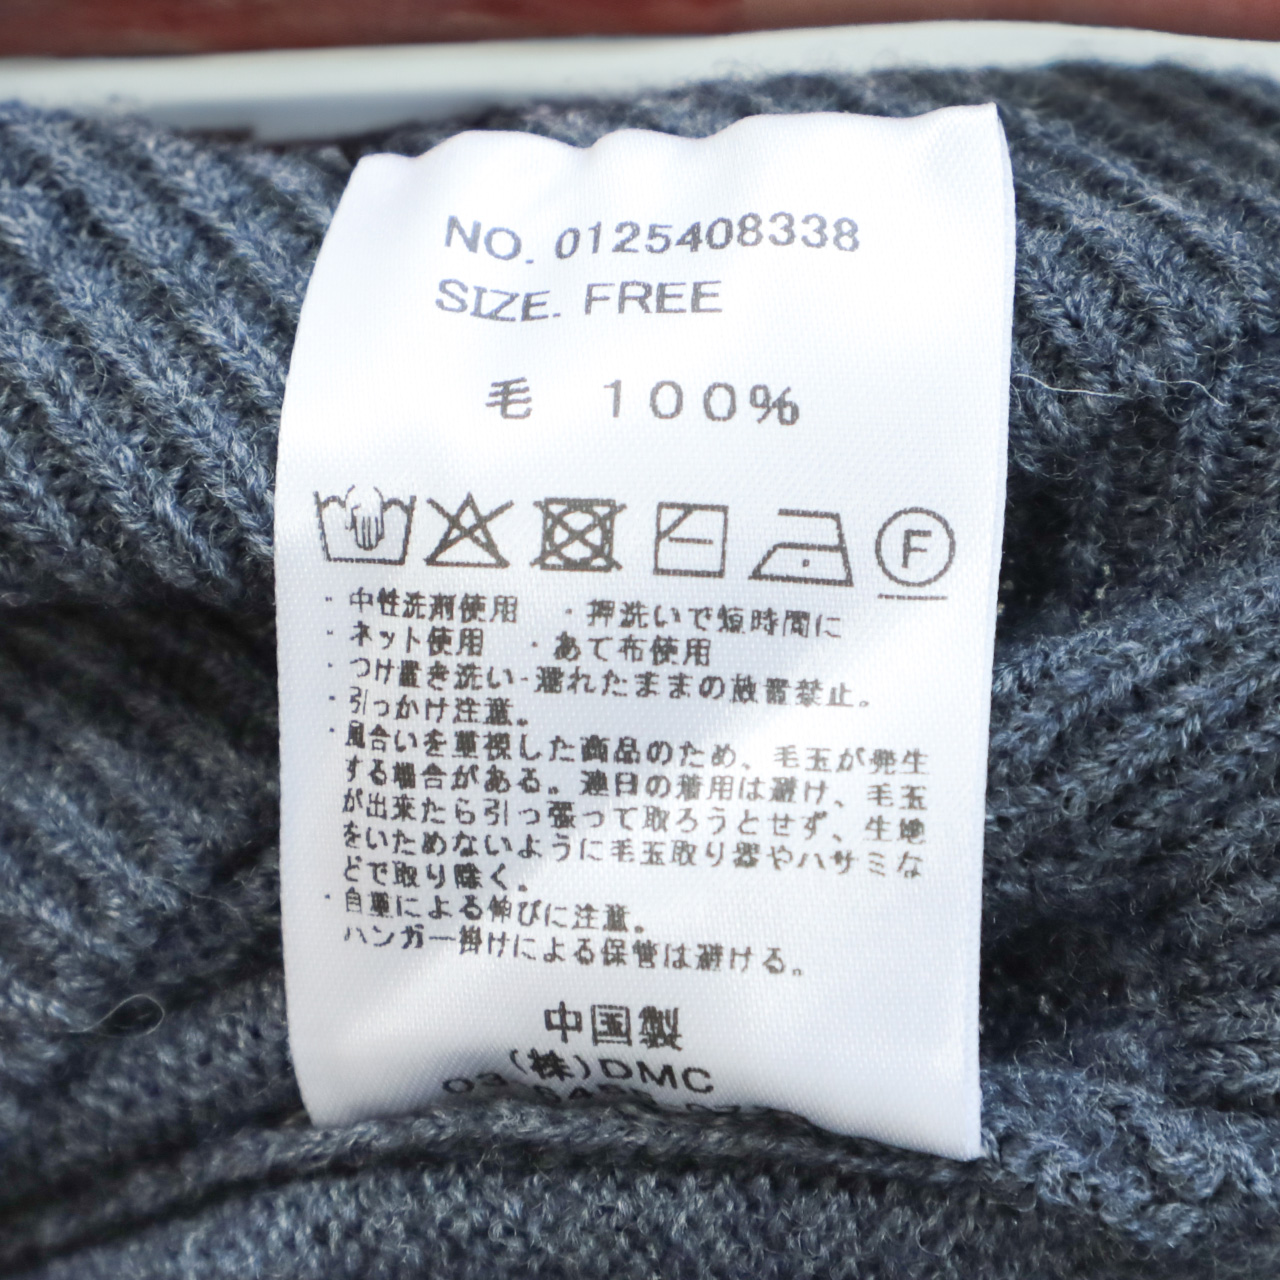 NO. 0125408338
SIZE. FREE
毛 100%
F
・中性洗剤使用 ・押洗いで短時間に
・ネット使用 ・あて布使用
・つけ置き洗い・濡れたままの放置禁止。
・引っかけ注意。
・風合いを重視した商品のため、毛玉が発生
する場合がある。連日の着用は避け、毛玉
が出来たら引っ張って取ろうとせず、生地
をいためないように毛玉取り器やハサミな
どで取り除く。
・自重による伸びに注意。
ハンガー掛けによる保管は避ける。
中国製
(株)DMC